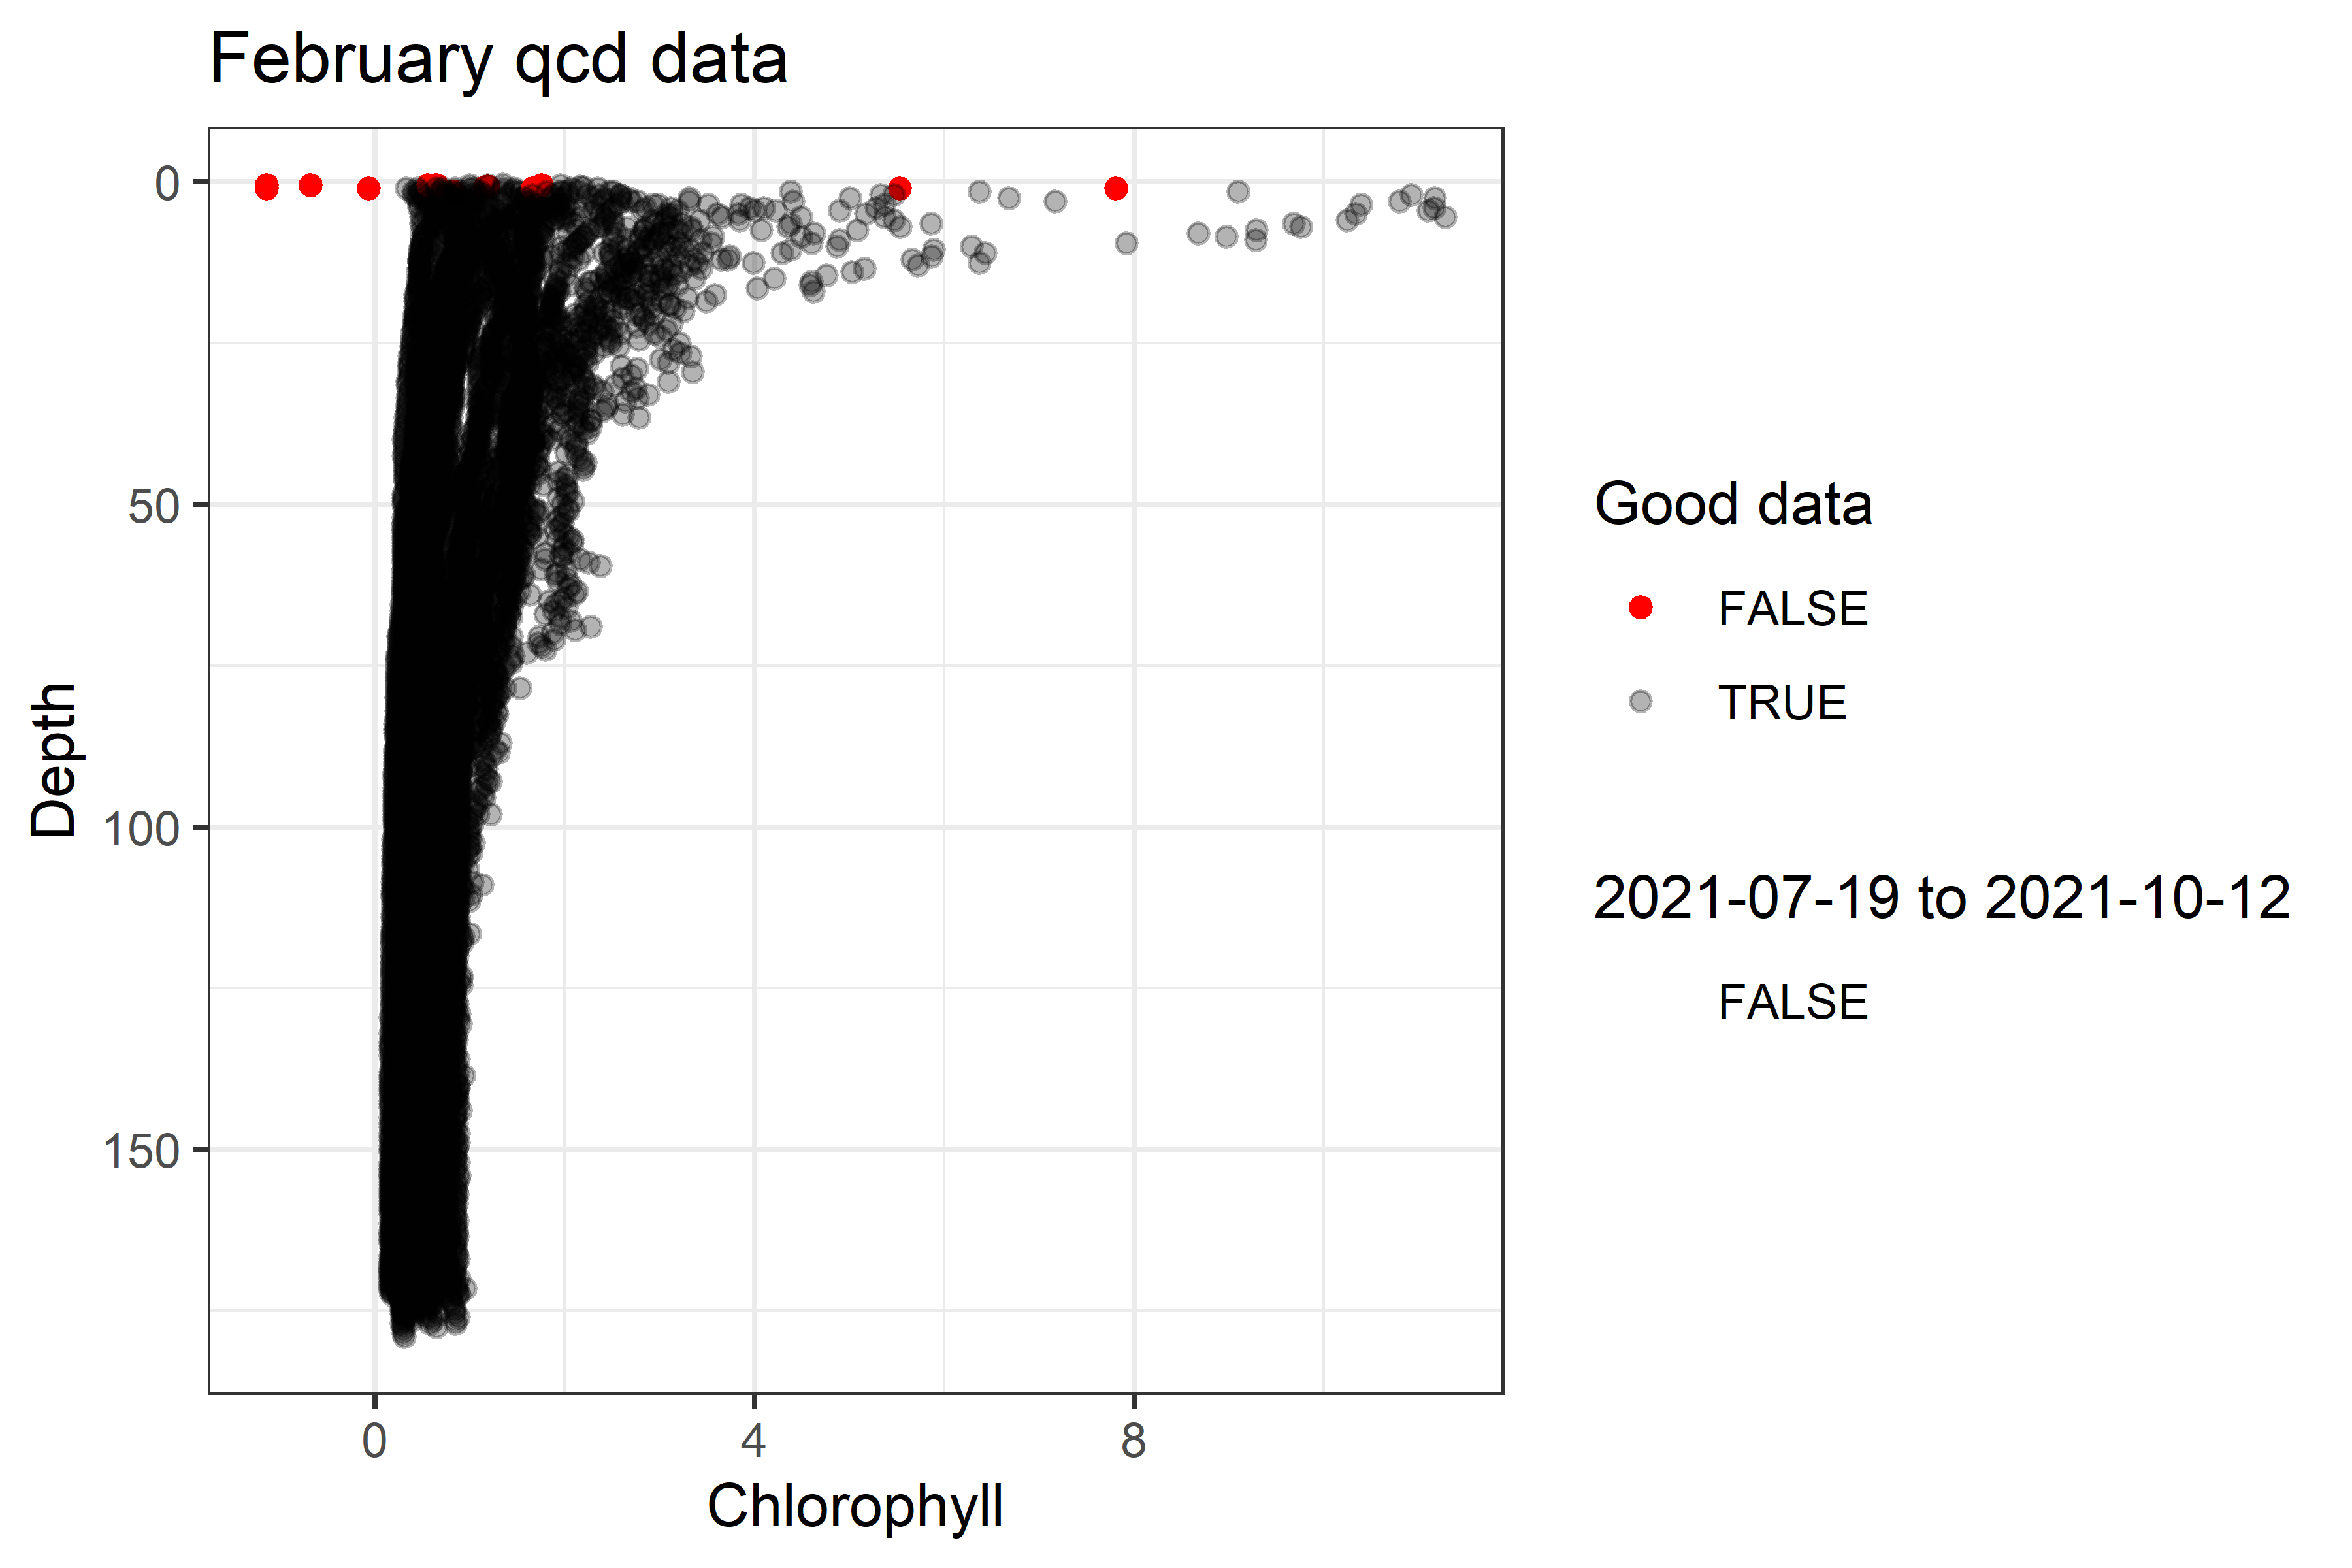 February qcd data
0
50
100
150
Depth
0 4 8
Chlorophyll
Good data
FALSE
TRUE
2021-07-19 to 2021-10-12
FALSE